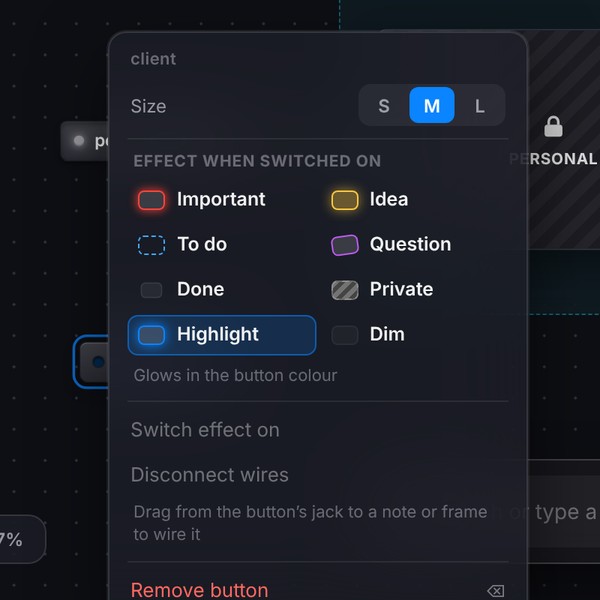 client
Size S M L
EFFECT WHEN SWITCHED ON
PERSONAL
Important Idea
To do Question
Done Private
Highlight Dim
Glows in the button colour
Switch effect on
Disconnect wires
Drag from the button’s jack to a note or frame
to wire it
or type a
7%
Remove button